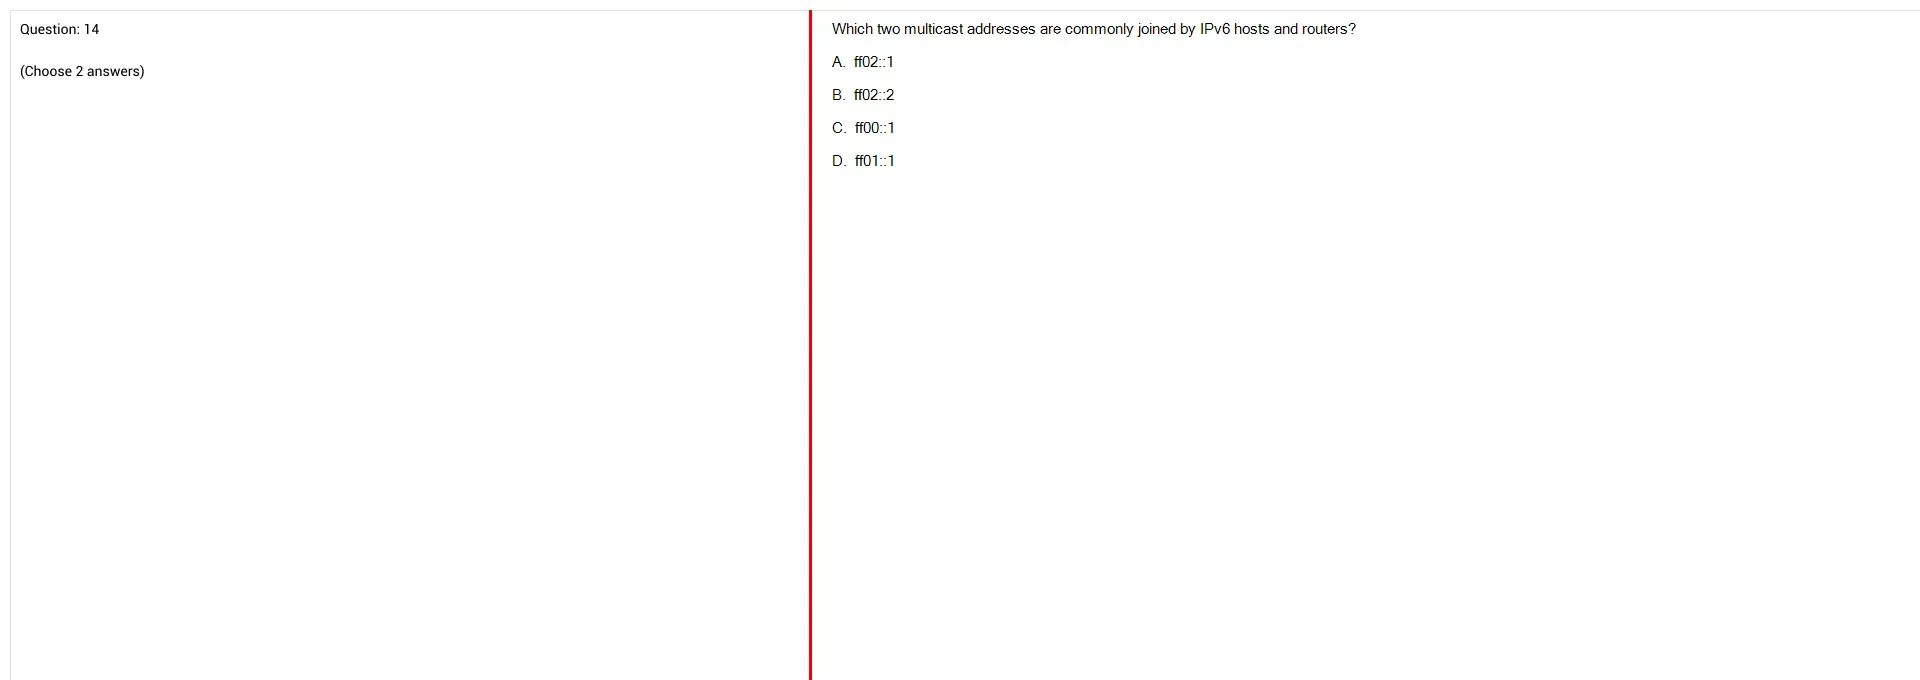 Question: 14
(Choose 2 answers)
Which two multicast addresses are commonly joined by IPv6 hosts and routers?
A. ff02::1
B. ff02::2
C. ff00::1
D. ff01::1